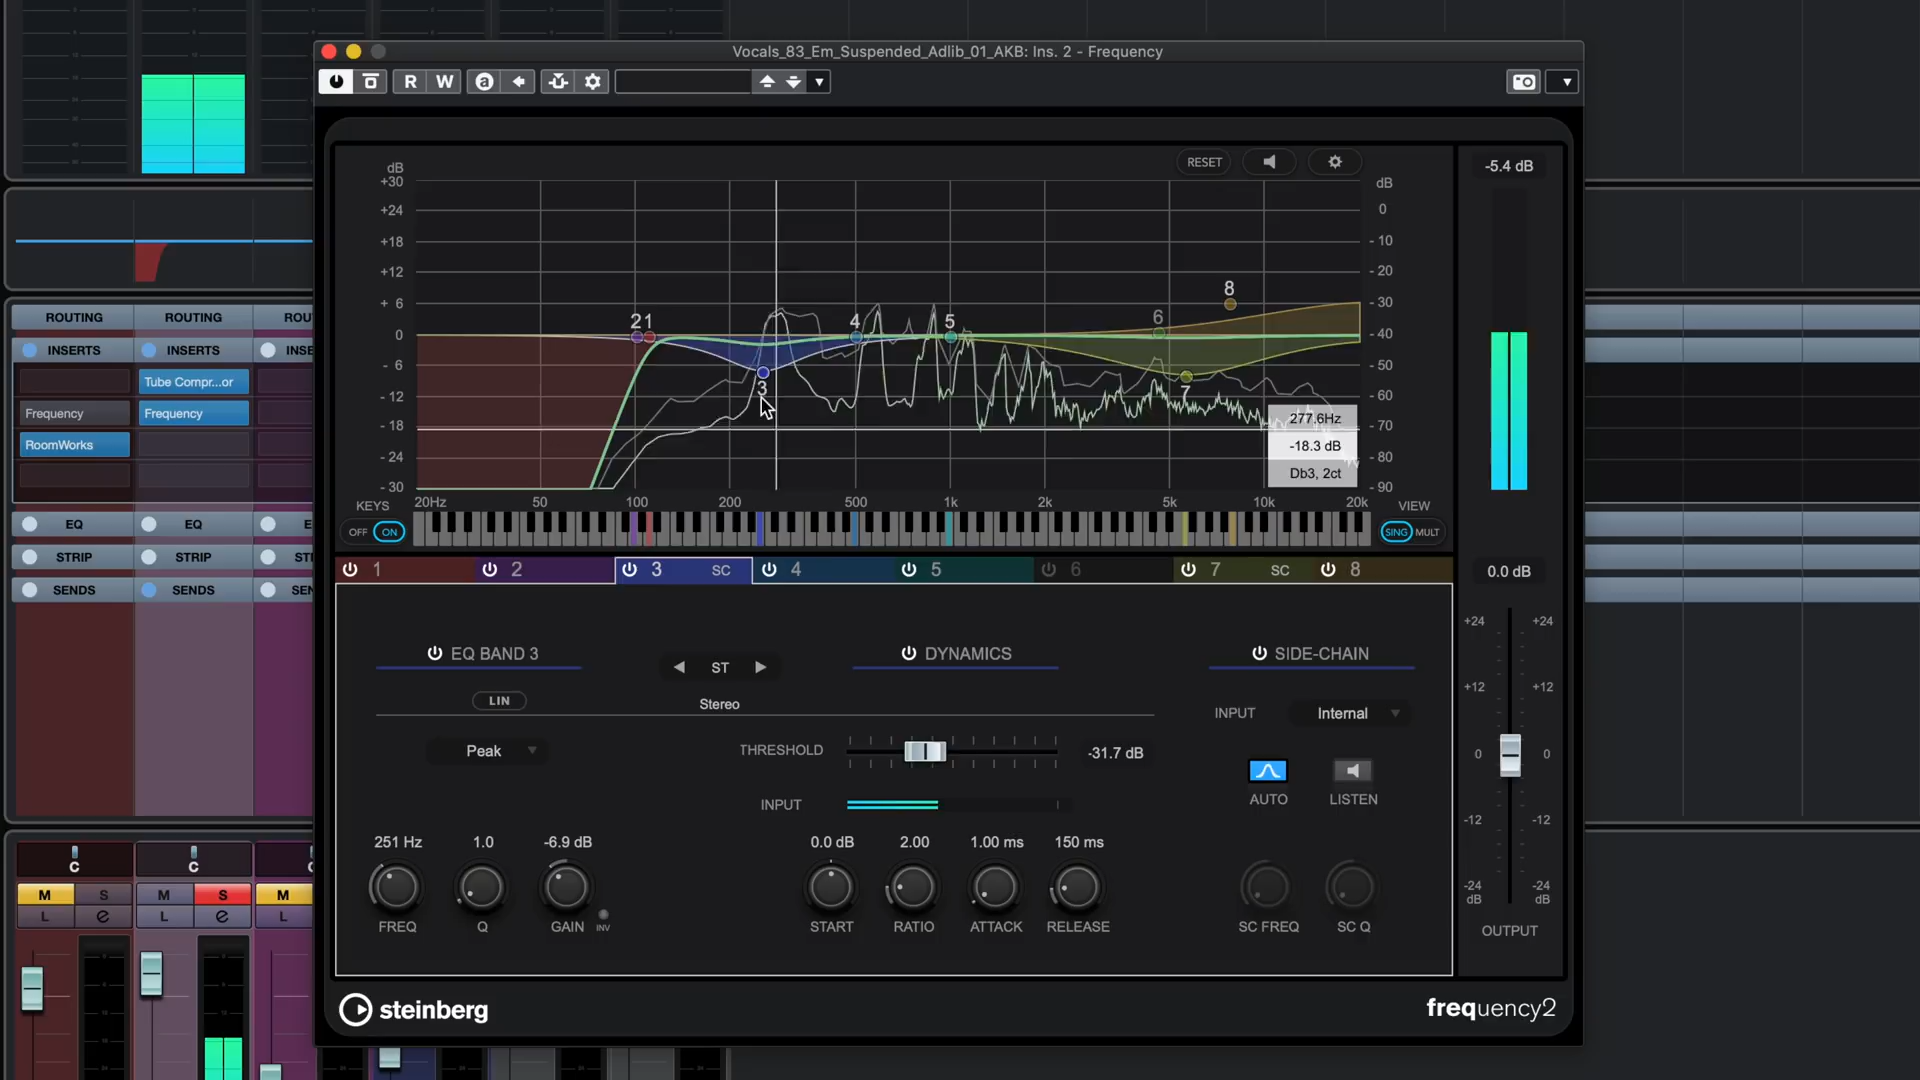 Vocals_83_Em_Suspended_Adlib_01_AKB: Ins. 2 - Frequency
R W a
RESET
-5.4 dB
dB
+30
+24
+18
+12
+ 6
0
- 6
- 12
- 18
- 24
- 30
dB
0
- 10
- 20
- 30
- 40
- 50
- 60
- 70
- 80
- 90
2 1 3 4 5 6 7 8
277.6Hz
-18.3 dB
Db3, 2ct
20Hz 50 100 200 500 1k 2k 5k 10k 20k
KEYS
OFF ON
VIEW
SING MULT
1 2 3 SC 4 5 6 7 SC 8
0.0 dB
EQ BAND 3
ST
DYNAMICS
SIDE-CHAIN
LIN
Stereo
INPUT Internal
Peak
THRESHOLD -31.7 dB
INPUT
AUTO LISTEN
251 Hz 1.0 -6.9 dB 0.0 dB 2.00 1.00 ms 150 ms
FREQ Q GAIN INV START RATIO ATTACK RELEASE SC FREQ SC Q
+24 +24
+12 +12
0 0
-12 -12
-24 -24
dB dB
OUTPUT
steinberg
frequency2
ROUTING ROUTING ROU
INSERTS INSERTS INSE
Tube Compr...or
Frequency Frequency
RoomWorks
EQ EQ E
STRIP STRIP STI
SENDS SENDS SEN
C C
M S M S M
L e L e L